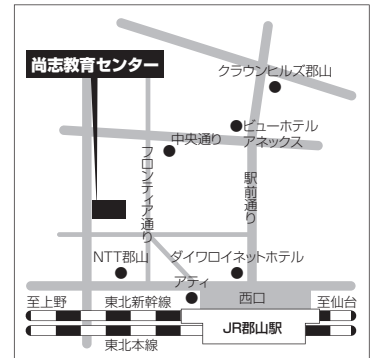 尚志教育センター
クラウンヒルズ郡山
ビューホテル
アネックス
中央通り
フロンティア通り
駅前通り
NTT郡山
ダイワロイネットホテル
アティ
西口
至上野
東北新幹線
至仙台
JR郡山駅
東北本線